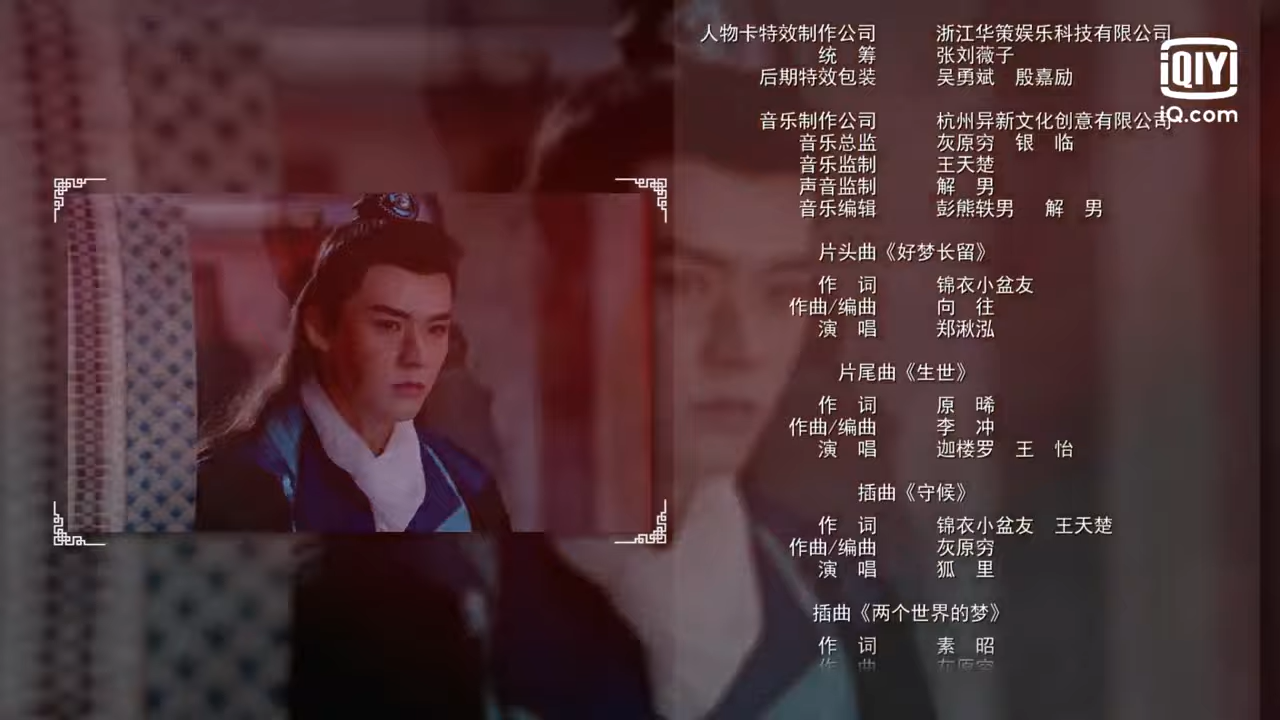 人物卡特效制作公司 浙江华策娱乐科技有限公司
统 筹 张刘薇子
后期特效包装 吴勇斌 殷嘉励
iQIYI
iQ.com
音乐制作公司 杭州异新文化创意有限公司
音乐总监 灰原穷 银 临
音乐监制 王天楚
声音监制 解 男
音乐编辑 彭熊轶男 解 男
片头曲《好梦长留》
作 词 锦衣小盆友
作曲/编曲 向 往
演 唱 郑湫泓
片尾曲《生世》
作 词 原 晞
作曲/编曲 李 冲
演 唱 迦楼罗 王 怡
插曲《守候》
作 词 锦衣小盆友 王天楚
作曲/编曲 灰原穷
演 唱 狐 里
插曲《两个世界的梦》
作 词 素 昭
作 曲 灰原穷